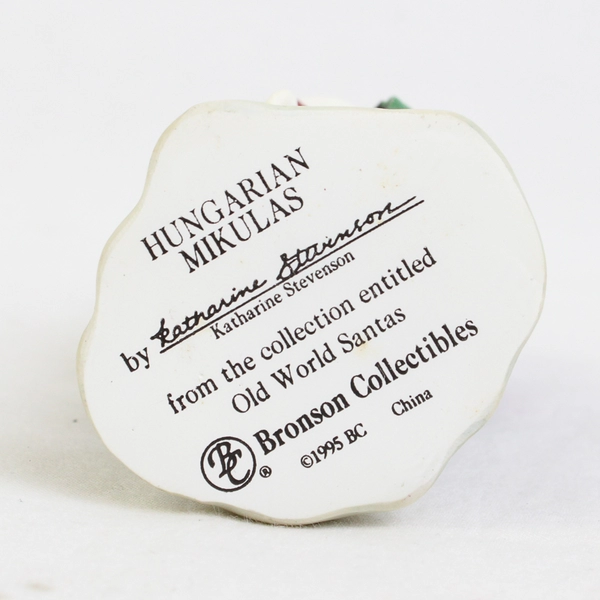 HUNGARIAN
MIKULAS
by Katharine Stevenson
Katharine Stevenson
from the collection entitled
Old World Santas
BC ® Bronson Collectibles
©1995 BC China